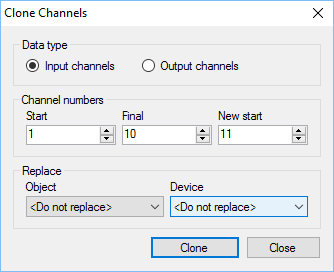 Clone Channels
Data type
Input channels Output channels
Channel numbers
Start Final New start
1 10 11
Replace
Object Device
<Do not replace> <Do not replace>
Clone Close